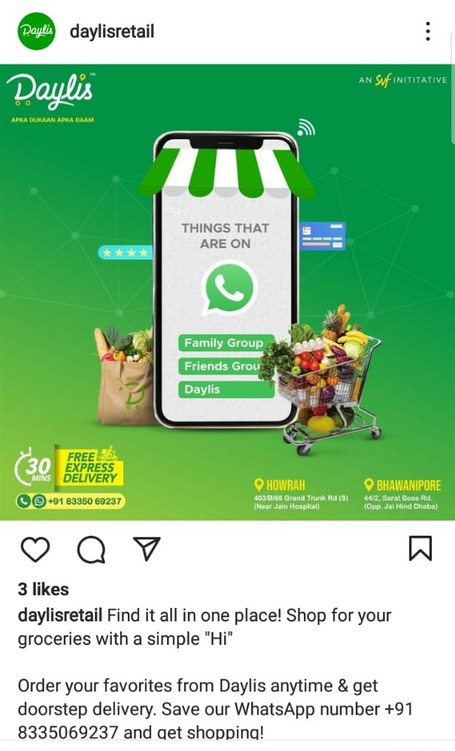 Daylis
daylisretail
Daylis™
APKA DUKAAN APKA DAAM
AN Svf INITITATIVE
THINGS THAT
ARE ON
Family Group
Friends Grou
Daylis
30
MINS
FREE
EXPRESS
DELIVERY
+91 83350 69237
HOWRAH
403/B/66 Grand Trunk Rd (S)
(Near Jain Hospital)
BHAWANIPORE
44/2, Sarat Bose Rd.
(Opp. Jai Hind Dhaba)
3 likes
daylisretail Find it all in one place! Shop for your
groceries with a simple "Hi"
Order your favorites from Daylis anytime & get
doorstep delivery. Save our WhatsApp number +91
8335069237 and get shopping!